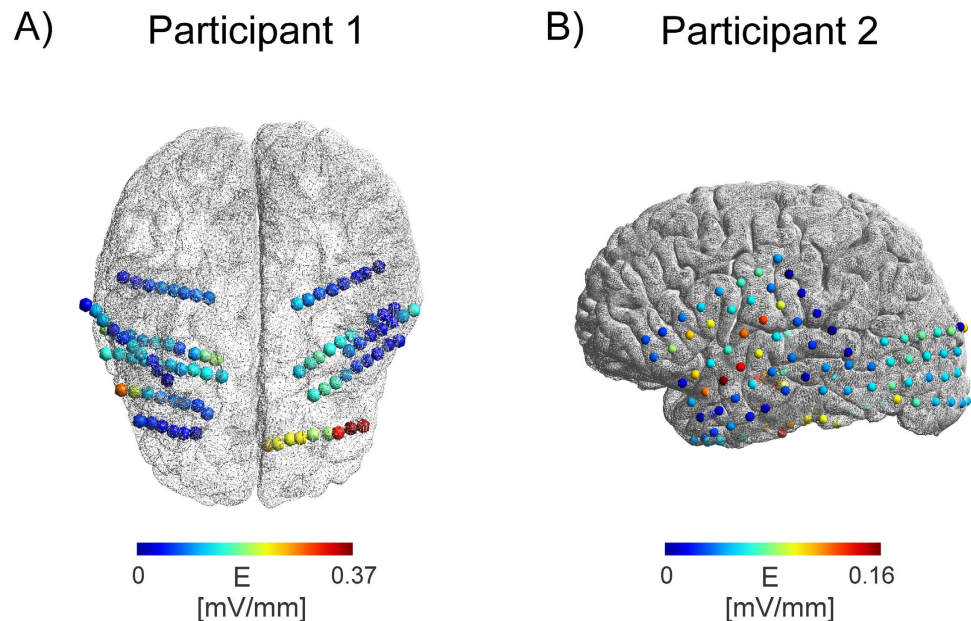 A) Participant 1
B) Participant 2
0 E 0.37
[mV/mm]
0 E 0.16
[mV/mm]